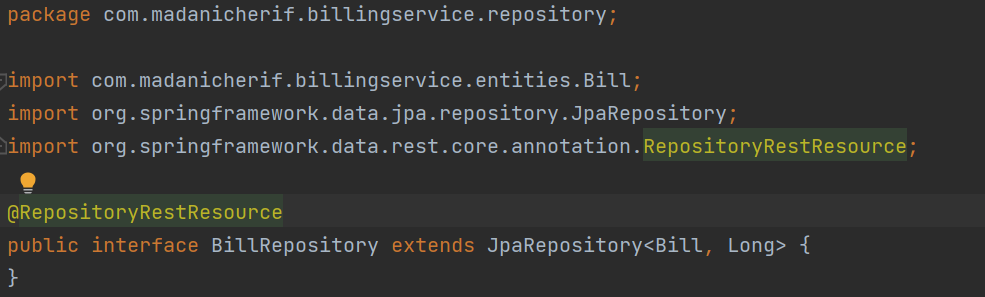 package com.madanicherif.billingservice.repository;
import com.madanicherif.billingservice.entities.Bill;
import org.springframework.data.jpa.repository.JpaRepository;
import org.springframework.data.rest.core.annotation.RepositoryRestResource;
@RepositoryRestResource
public interface BillRepository extends JpaRepository<Bill, Long> {
}